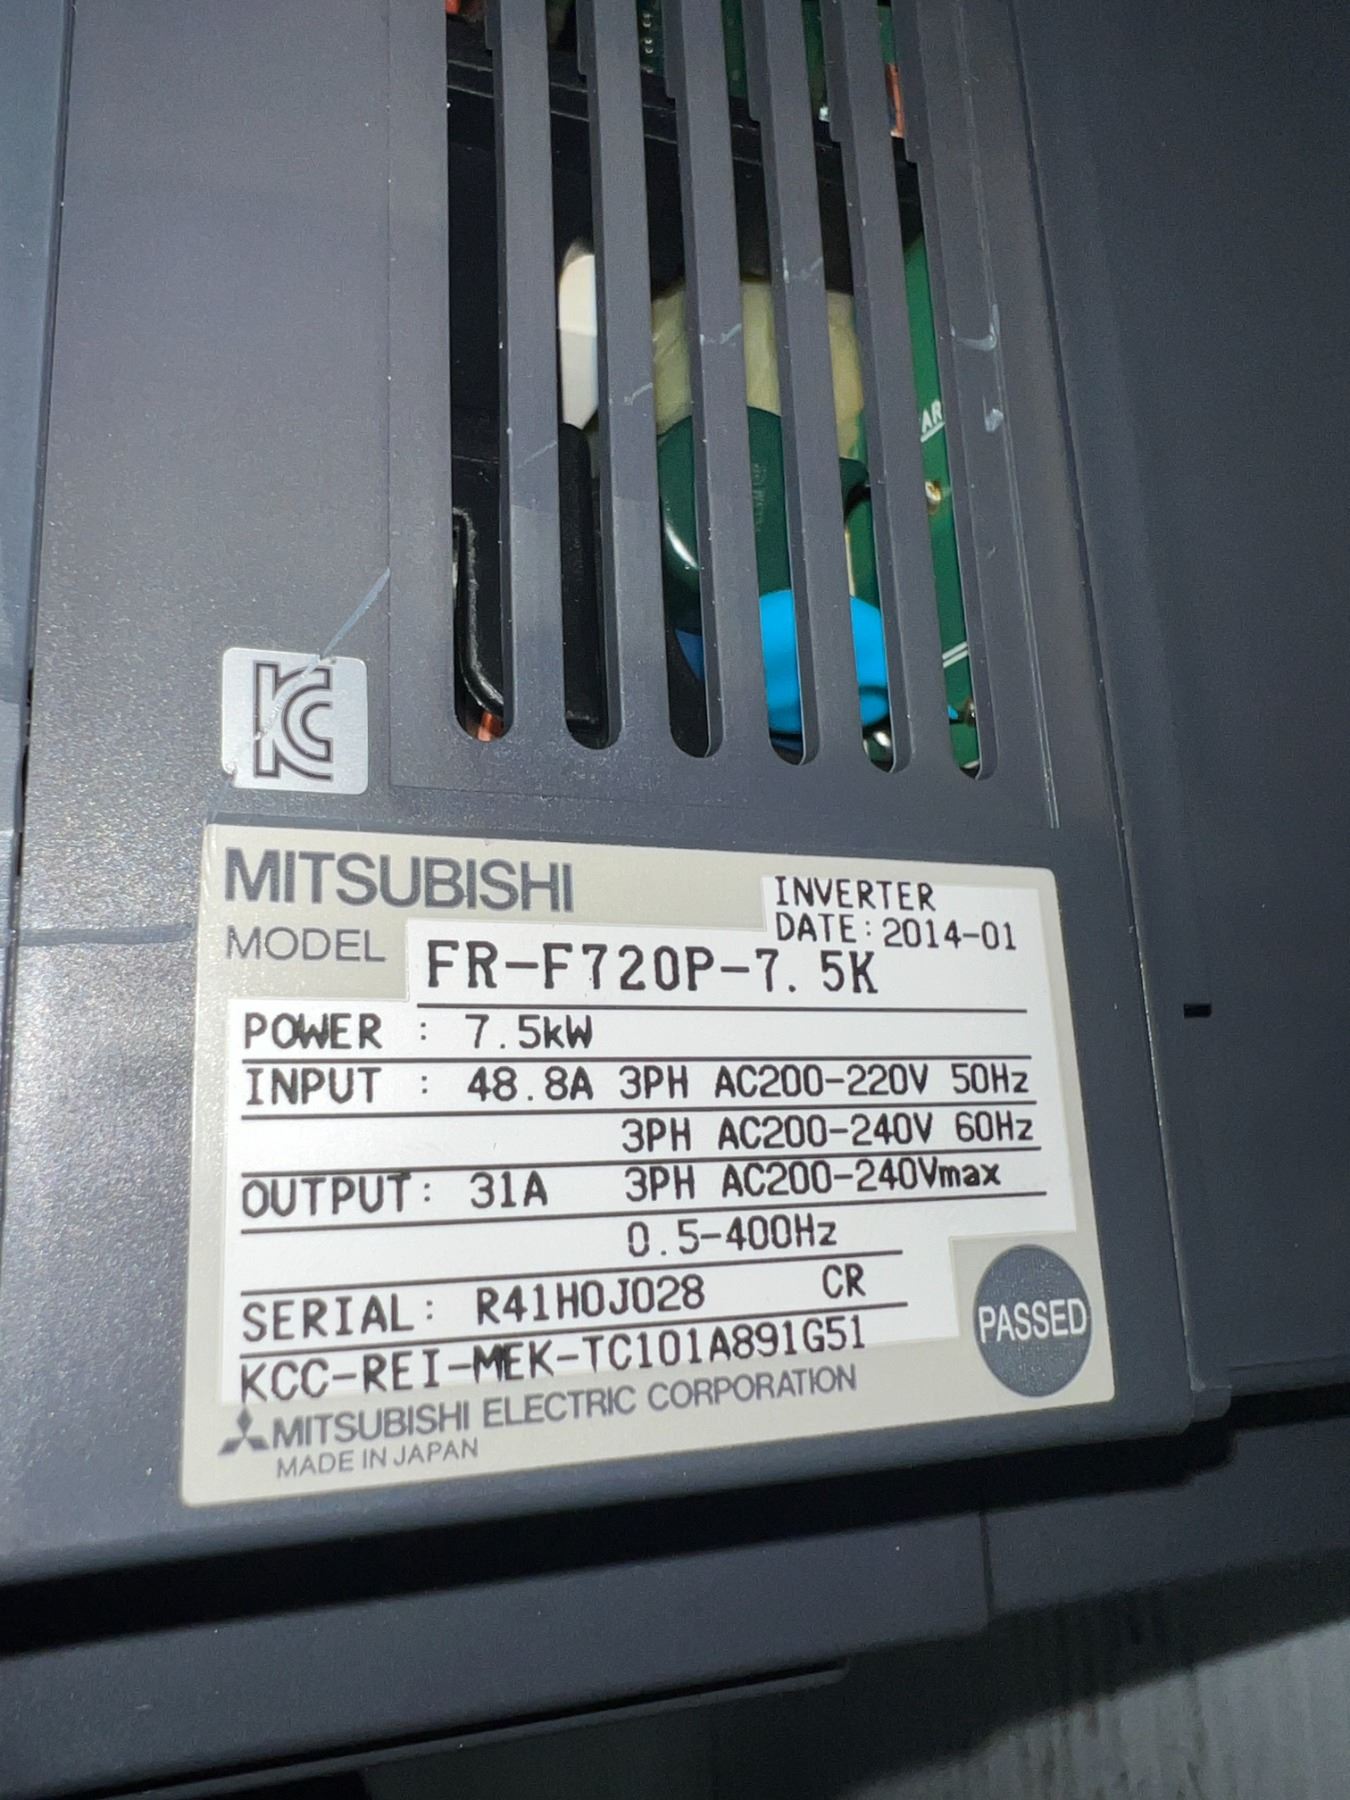 AR
KC
MITSUBISHI
INVERTER
DATE:2014-01
MODEL FR-F720P-7.5K
POWER : 7.5kW
INPUT : 48.8A 3PH AC200-220V 50Hz
3PH AC200-240V 60Hz
OUTPUT: 31A 3PH AC200-240Vmax
0.5-400Hz
SERIAL: R41H0J028 CR
KCC-REI-MEK-TC101A891G51
PASSED
MITSUBISHI ELECTRIC CORPORATION
MADE IN JAPAN